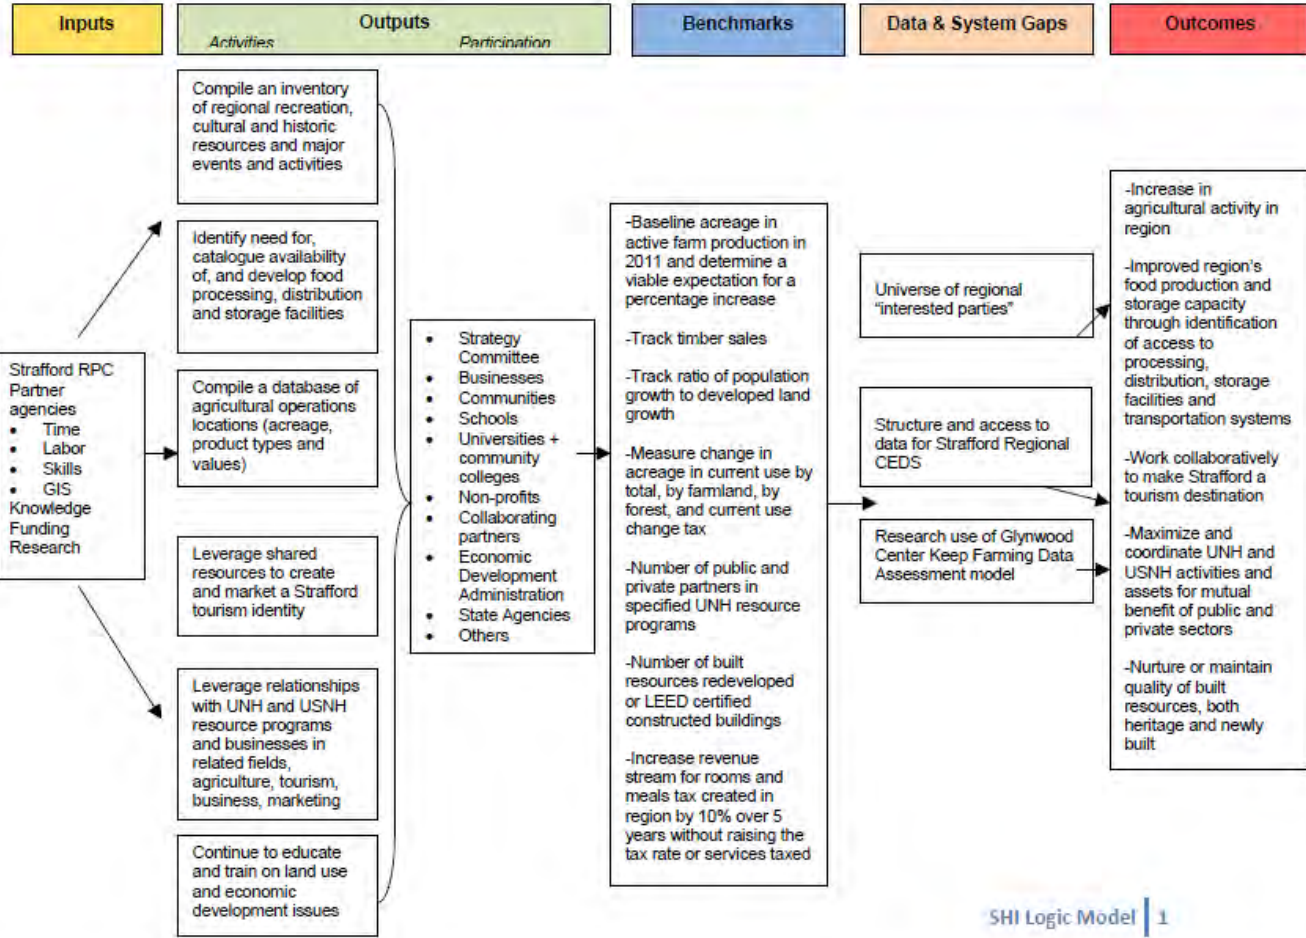 Inputs
Outputs
Activities
Participation
Benchmarks
Data & System Gaps
Outcomes
Strafford RPC
Partner
agencies
• Time
• Labor
• Skills
• GIS
Knowledge
Funding
Research
Compile an inventory
of regional recreation,
cultural and historic
resources and major
events and activities
Identify need for,
catalogue availability
of, and develop food
processing, distribution
and storage facilities
Compile a database of
agricultural operations
locations (acreage,
product types and
values)
Leverage shared
resources to create
and market a Strafford
tourism identity
Leverage relationships
with UNH and USNH
resource programs
and businesses in
related fields,
agriculture, tourism,
business, marketing
Continue to educate
and train on land use
and economic
development issues
• Strategy
Committee
• Businesses
• Communities
• Schools
• Universities +
community
colleges
• Non-profits
• Collaborating
partners
• Economic
Development
Administration
• State Agencies
• Others
-Baseline acreage in
active farm production in
2011 and determine a
viable expectation for a
percentage increase
-Track timber sales
-Track ratio of population
growth to developed land
growth
-Measure change in
acreage in current use by
total, by farmland, by
forest, and current use
change tax
-Number of public and
private partners in
specified UNH resource
programs
-Number of built
resources redeveloped
or LEED certified
constructed buildings
-Increase revenue
stream for rooms and
meals tax created in
region by 10% over 5
years without raising the
tax rate or services taxed
Universe of regional
"interested parties"
Structure and access to
data for Strafford Regional
CEDS
Research use of Glynwood
Center Keep Farming Data
Assessment model
-Increase in
agricultural activity in
region
-Improved region's
food production and
storage capacity
through identification
of access to
processing,
distribution, storage
facilities and
transportation systems
-Work collaboratively
to make Strafford a
tourism destination
-Maximize and
coordinate UNH and
USNH activities and
assets for mutual
benefit of public and
private sectors
-Nurture or maintain
quality of built
resources, both
heritage and newly
built
SHI Logic Model | 1